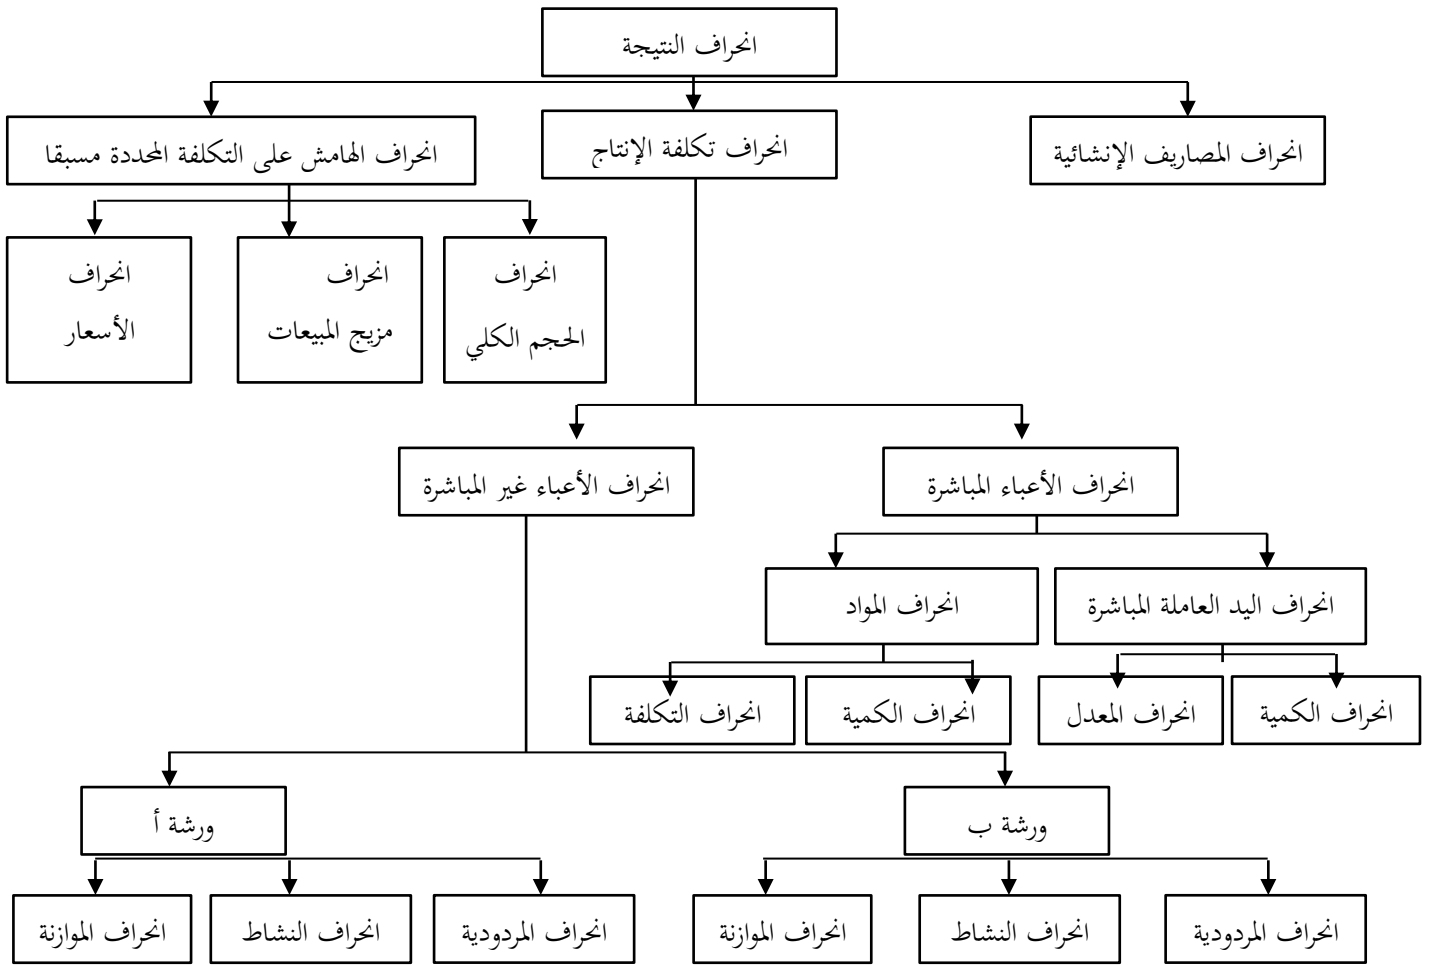 انحراف النتيجة
انحراف المصاريف الإنشائية
انحراف تكلفة الإنتاج
انحراف الهامش على التكلفة المحددة مسبقا
انحراف
الحجم الكلي
انحراف
مزيج المبيعات
انحراف
الأسعار
انحراف الأعباء المباشرة
انحراف الأعباء غير المباشرة
انحراف اليد العاملة المباشرة
انحراف المواد
انحراف الكمية
انحراف المعدل
انحراف الكمية
انحراف التكلفة
ورشة ب
ورشة أ
انحراف المردودية
انحراف النشاط
انحراف الموازنة
انحراف المردودية
انحراف النشاط
انحراف الموازنة